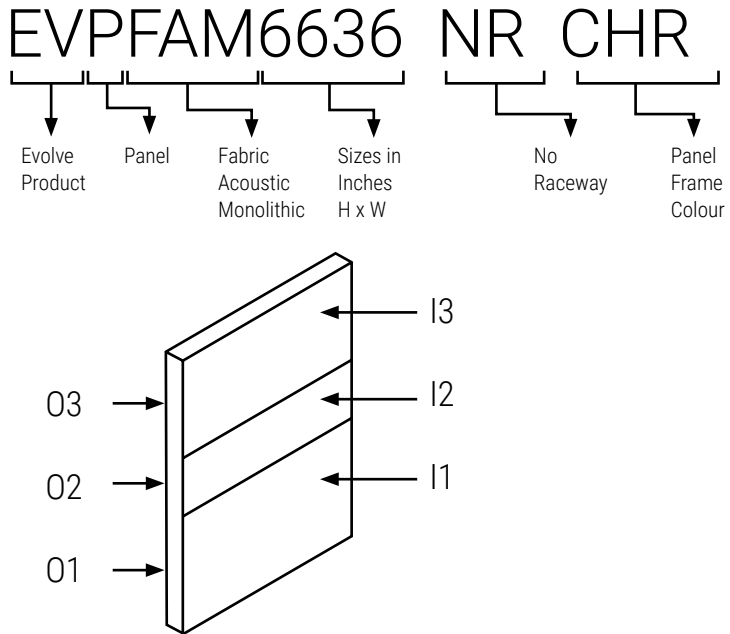 EVPFAM6636 NR CHR
Evolve
Product
Panel
Fabric
Acoustic
Monolithic
Sizes in
Inches
H x W
No
Raceway
Panel
Frame
Colour
I3
O3
I2
O2
I1
O1